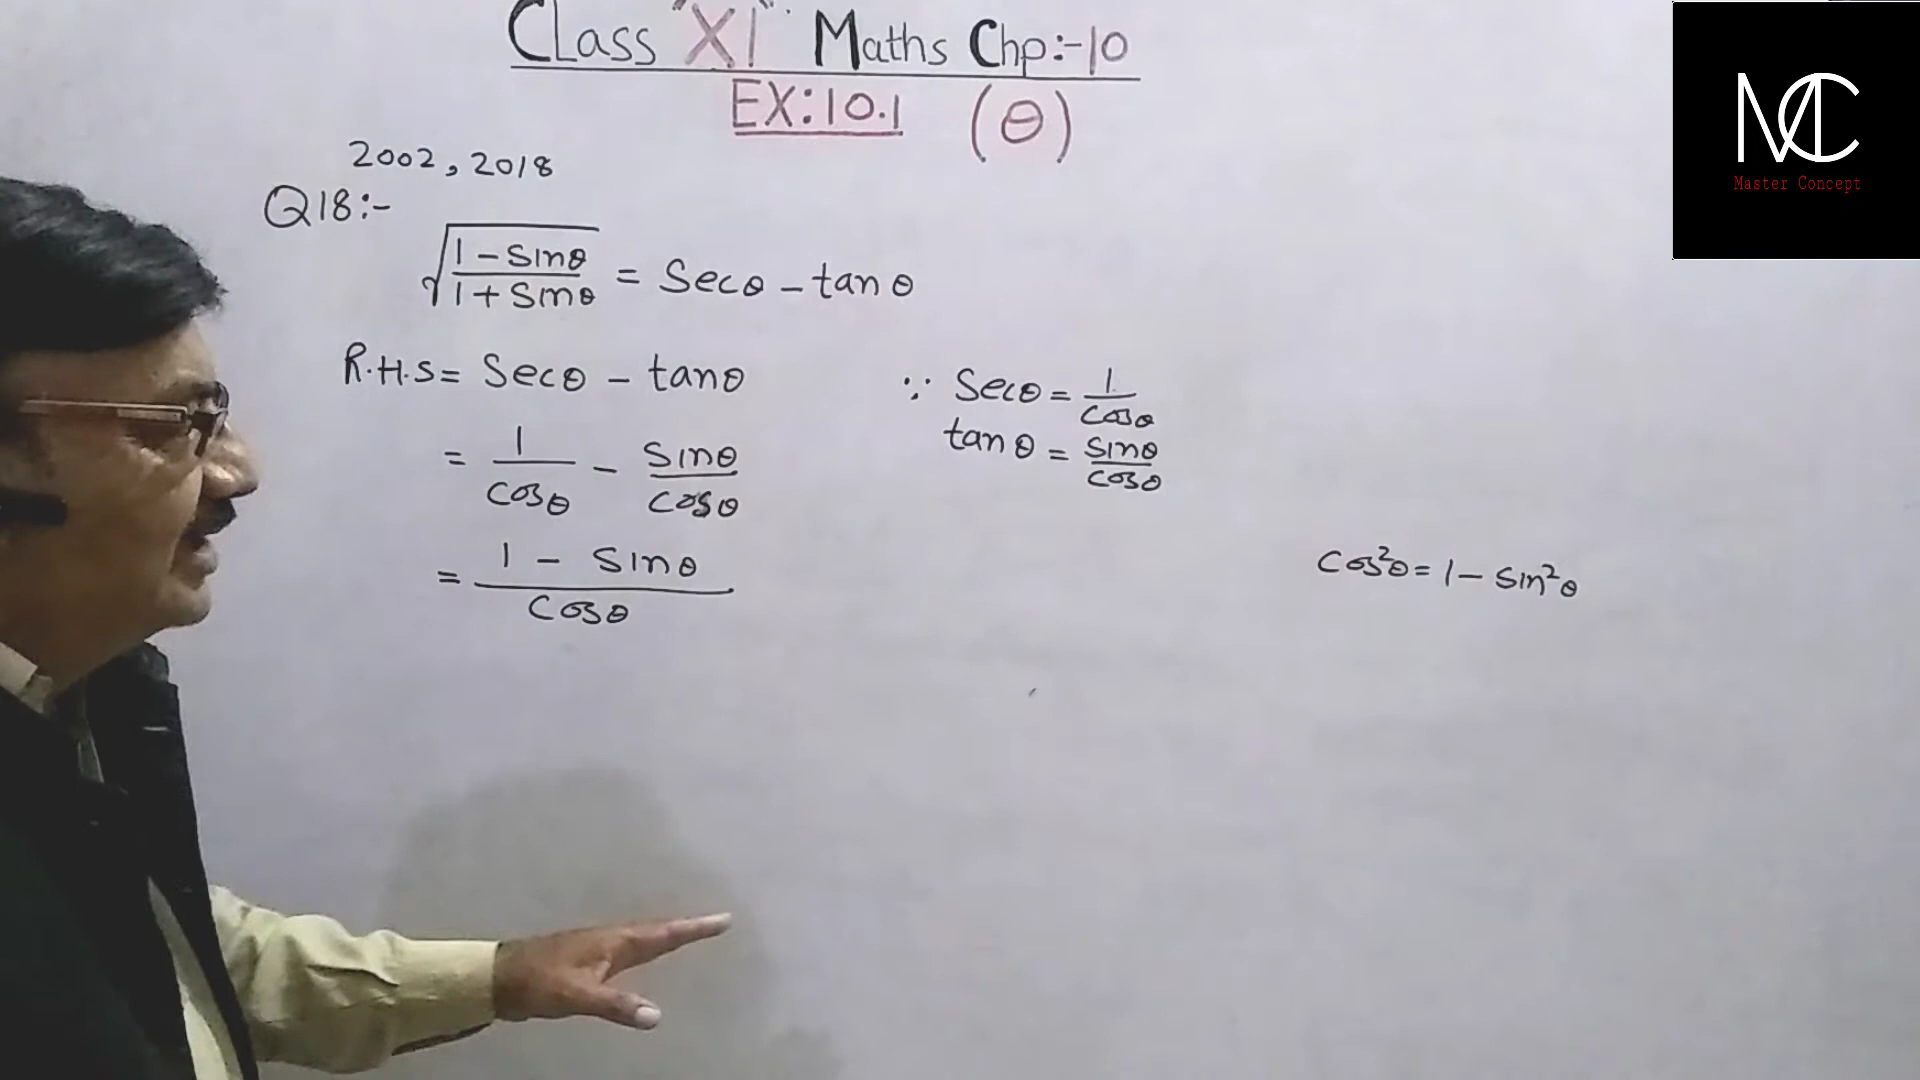 Class "XI" Maths Chp:-10
EX:10.1 (θ)
MC
Master Concept
2002, 2018
Q18:-
√((1-Sinθ)/(1+Sinθ)) = Secθ - tanθ
R.H.S = Secθ - tanθ
∵ Secθ = 1/Cosθ
= 1/Cosθ - Sinθ/Cosθ
tanθ = Sinθ/Cosθ
= (1 - Sinθ)/Cosθ
Cos²θ = 1 - Sin²θ